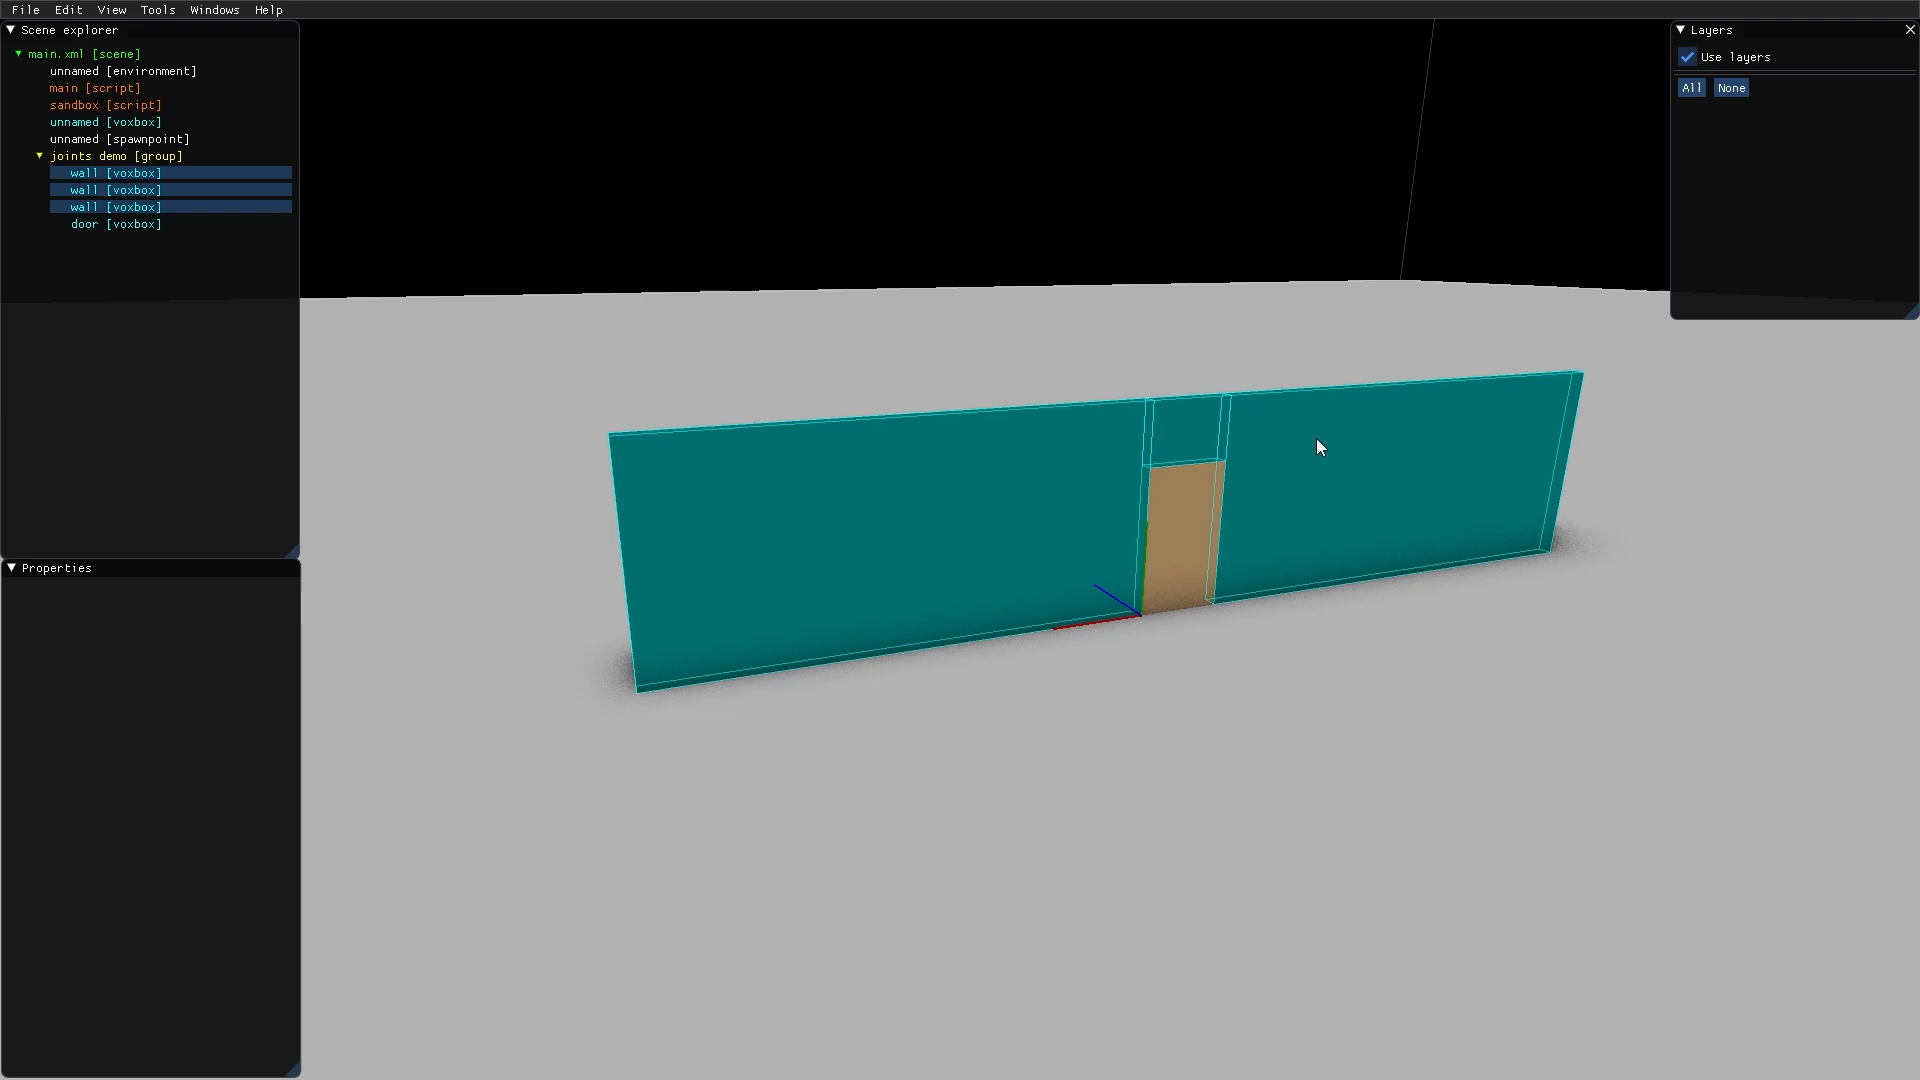 File Edit View Tools Windows Help
Scene explorer
main.xml [scene]
unnamed [environment]
main [script]
sandbox [script]
unnamed [voxbox]
unnamed [spawnpoint]
joints demo [group]
wall [voxbox]
wall [voxbox]
wall [voxbox]
door [voxbox]
Properties
Layers
Use layers
All None